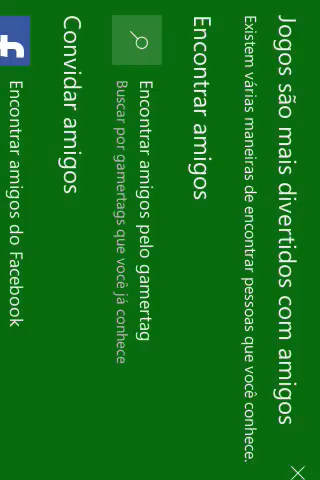 Jogos são mais divertidos com amigos
Existem várias maneiras de encontrar pessoas que você conhece.
Encontrar amigos
Encontrar amigos pelo gamertag
Buscar por gamertags que você já conhece
Convidar amigos
Encontrar amigos do Facebook